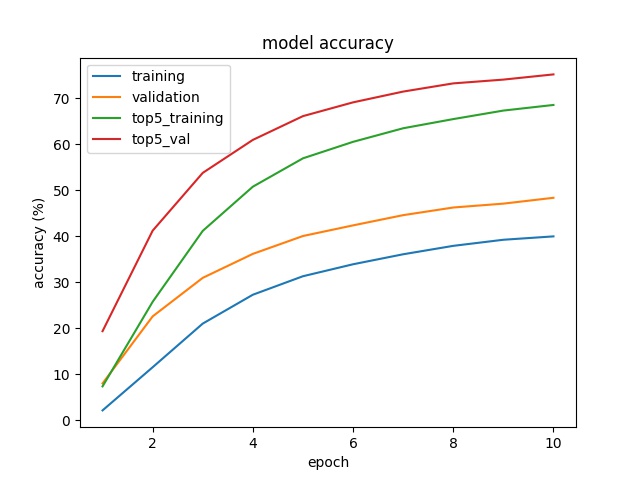 model accuracy
training
validation
top5_training
top5_val
accuracy (%)
70
60
50
40
30
20
10
0
2 4 6 8 10
epoch